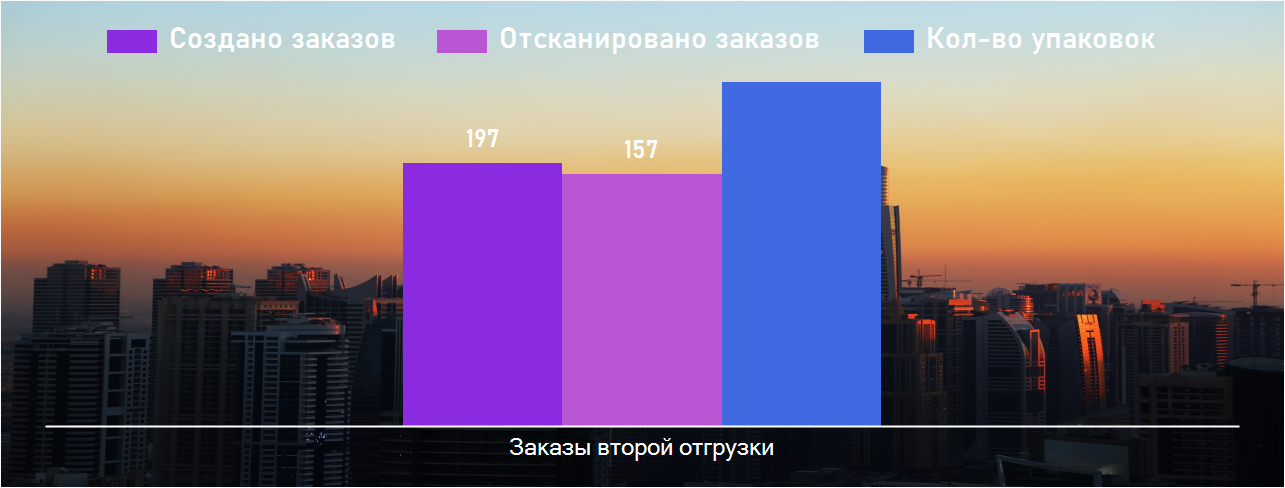 Создано заказов Отсканировано заказов Кол-во упаковок
197
157
Заказы второй отгрузки